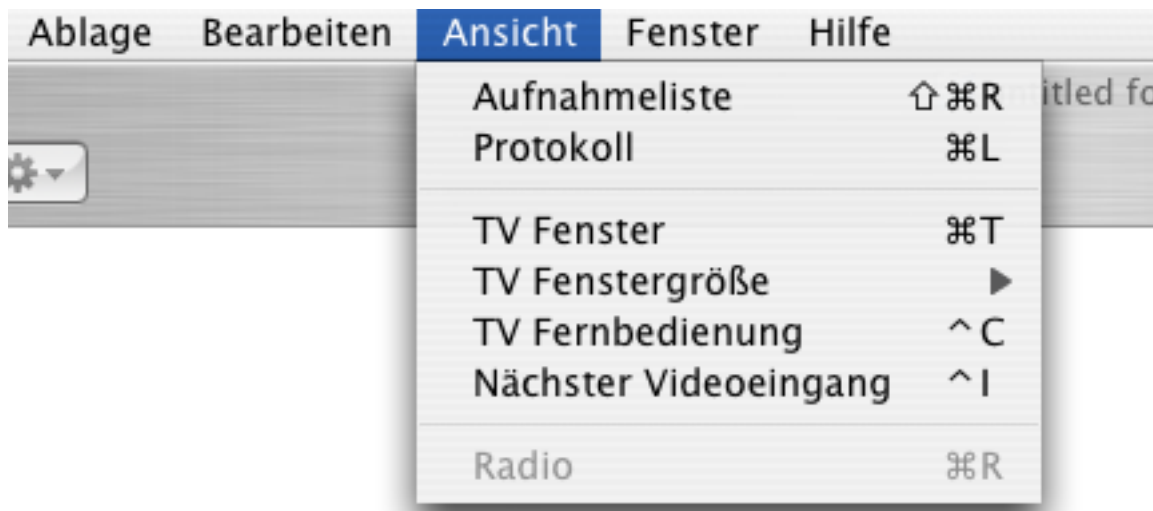 Ablage Bearbeiten Ansicht Fenster Hilfe
Aufnahmeliste ⇧⌘R
Protokoll ⌘L
TV Fenster ⌘T
TV Fenstergröße ▶
TV Fernbedienung ^C
Nächster Videoeingang ^I
Radio ⌘R